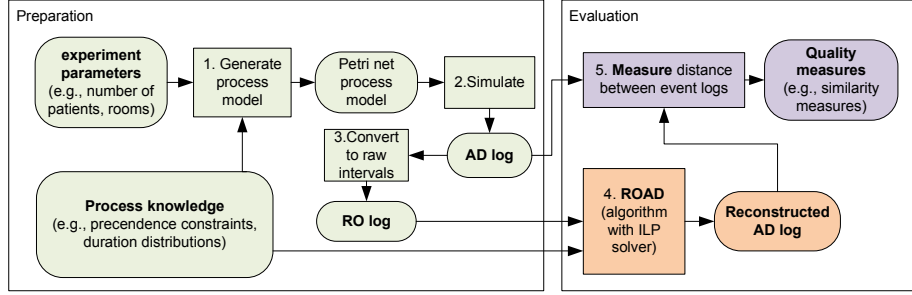 Preparation
experiment
parameters
(e.g., number of
patients, rooms)
1. Generate
process
model
Petri net
process
model
2.Simulate
3.Convert
to raw
intervals
AD log
Process knowledge
(e.g., precendence constraints,
duration distributions)
RO log
Evaluation
5. Measure distance
between event logs
Quality
measures
(e.g., similarity
measures)
4. ROAD
(algorithm
with ILP
solver)
Reconstructed
AD log